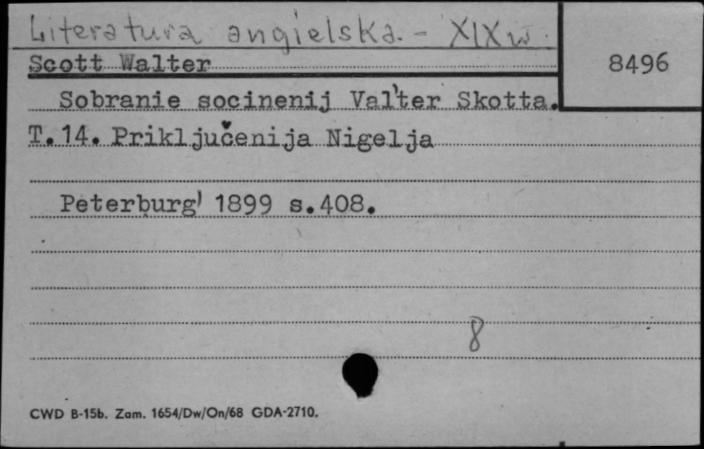 Literatura angielska. - XIX w.
Scott Walter
8496
Sobranie socinenij Val'ter Skotta.
T.14. Priključenija Nigelja
Peterburg' 1899 s.408.
8
CWD B-15b. Zam. 1654/Dw/On/68 GDA-2710.